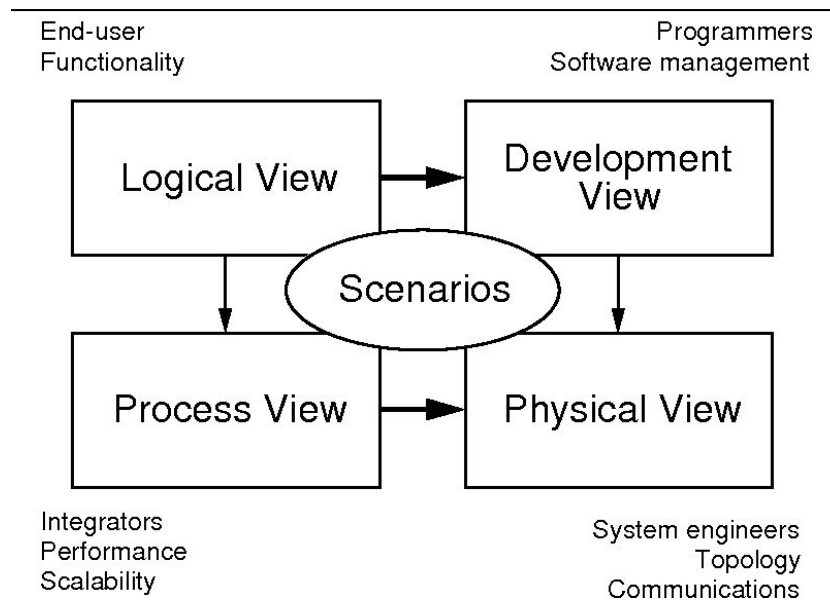 End-user
Functionality
Programmers
Software management
Logical View
Development
View
Scenarios
Process View
Physical View
Integrators
Performance
Scalability
System engineers
Topology
Communications